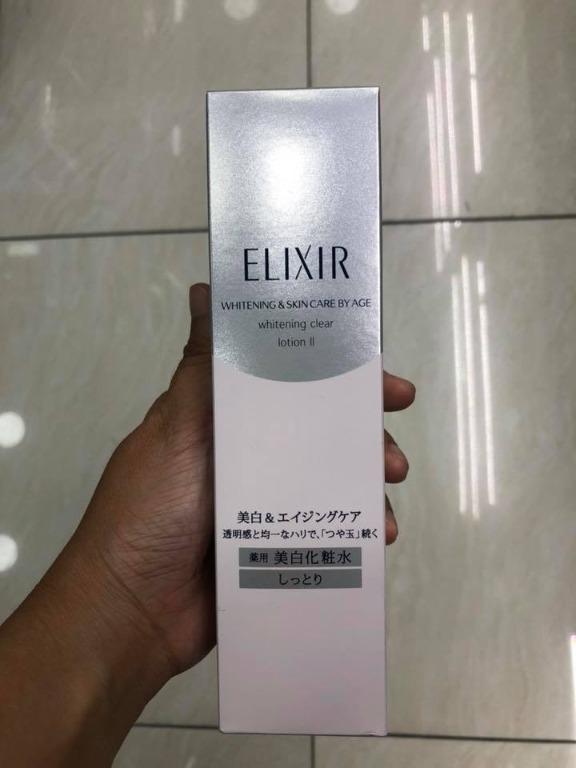 ELIXIR
WHITENING & SKIN CARE BY AGE
whitening clear
lotion II
美白&エイジングケア
透明感と均一なハリで、「つや玉」続く
薬用 美白化粧水
しっとり